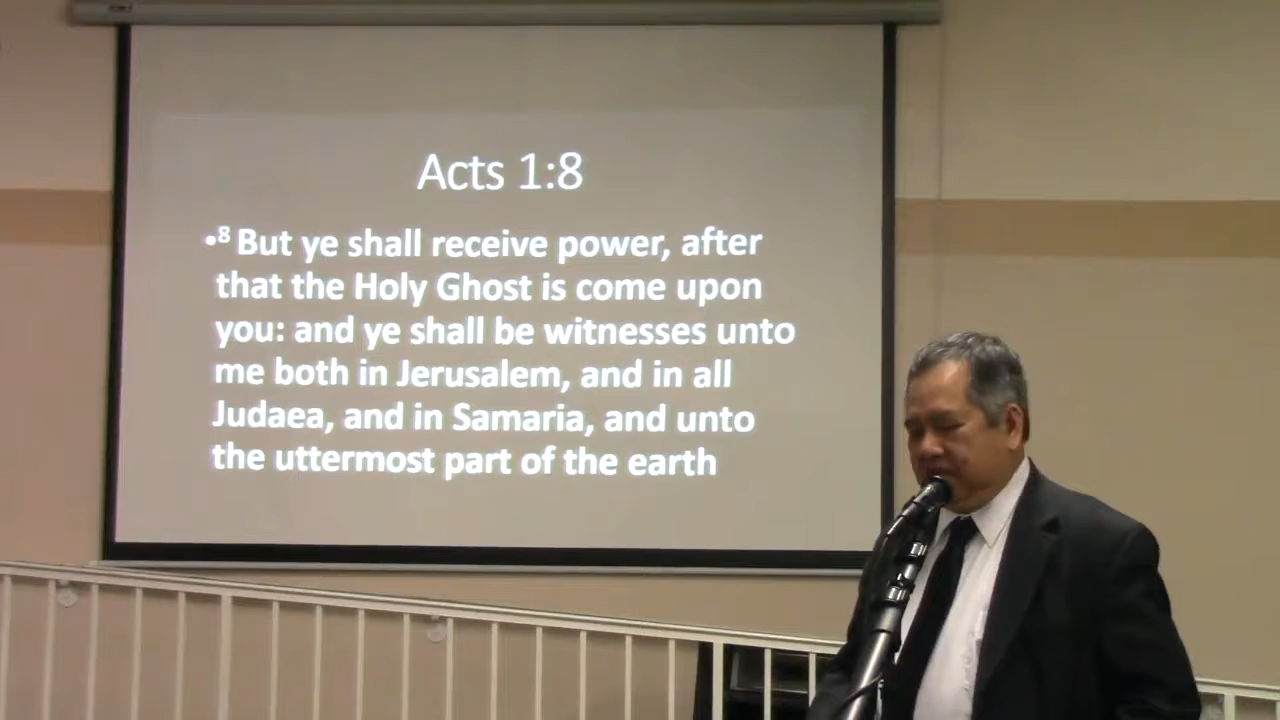 Acts 1:8
•⁸ But ye shall receive power, after
that the Holy Ghost is come upon
you: and ye shall be witnesses unto
me both in Jerusalem, and in all
Judaea, and in Samaria, and unto
the uttermost part of the earth